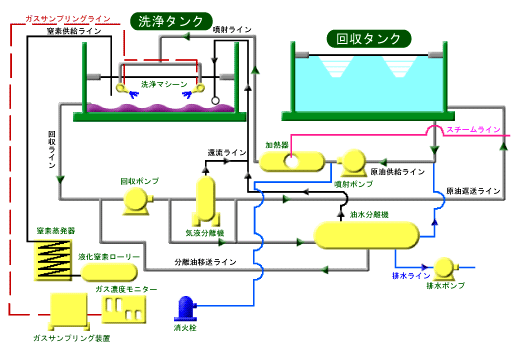 ガスサンプリングライン
洗浄タンク
噴射ライン
回収タンク
窒素供給ライン
洗浄マシーン
スチームライン
回収ライン
還流ライン
加熱器
原油供給ライン
噴射ポンプ
回収ポンプ
原油返送ライン
油水分離機
気液分離機
窒素蒸発器
液化窒素ローリー
分離油移送ライン
排水ライン
排水ポンプ
ガス濃度モニター
消火栓
ガスサンプリング装置